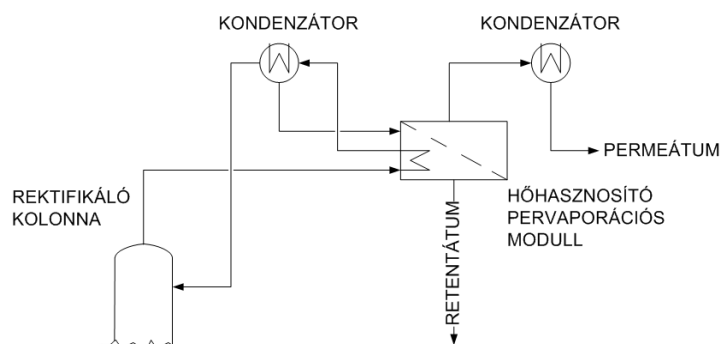 KONDENZÁTOR
KONDENZÁTOR
PERMEÁTUM
REKTIFIKÁLÓ
KOLONNA
HŐHASZNOSÍTÓ
PERVAPORÁCIÓS
MODULL
RETENTÁTUM